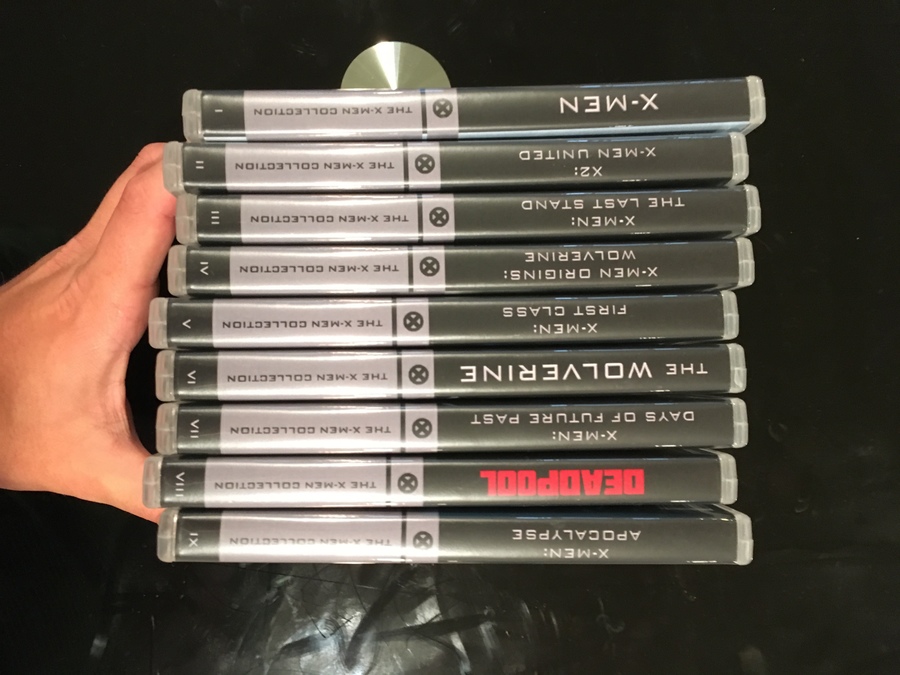 X-MEN
THE X-MEN COLLECTION
I
X2:
X-MEN UNITED
THE X-MEN COLLECTION
II
X-MEN:
THE LAST STAND
THE X-MEN COLLECTION
III
X-MEN ORIGINS:
WOLVERINE
THE X-MEN COLLECTION
IV
X-MEN:
FIRST CLASS
THE X-MEN COLLECTION
V
THE WOLVERINE
THE X-MEN COLLECTION
VI
X-MEN:
DAYS OF FUTURE PAST
THE X-MEN COLLECTION
VII
DEADPOOL
THE X-MEN COLLECTION
VIII
X-MEN:
APOCALYPSE
THE X-MEN COLLECTION
IX